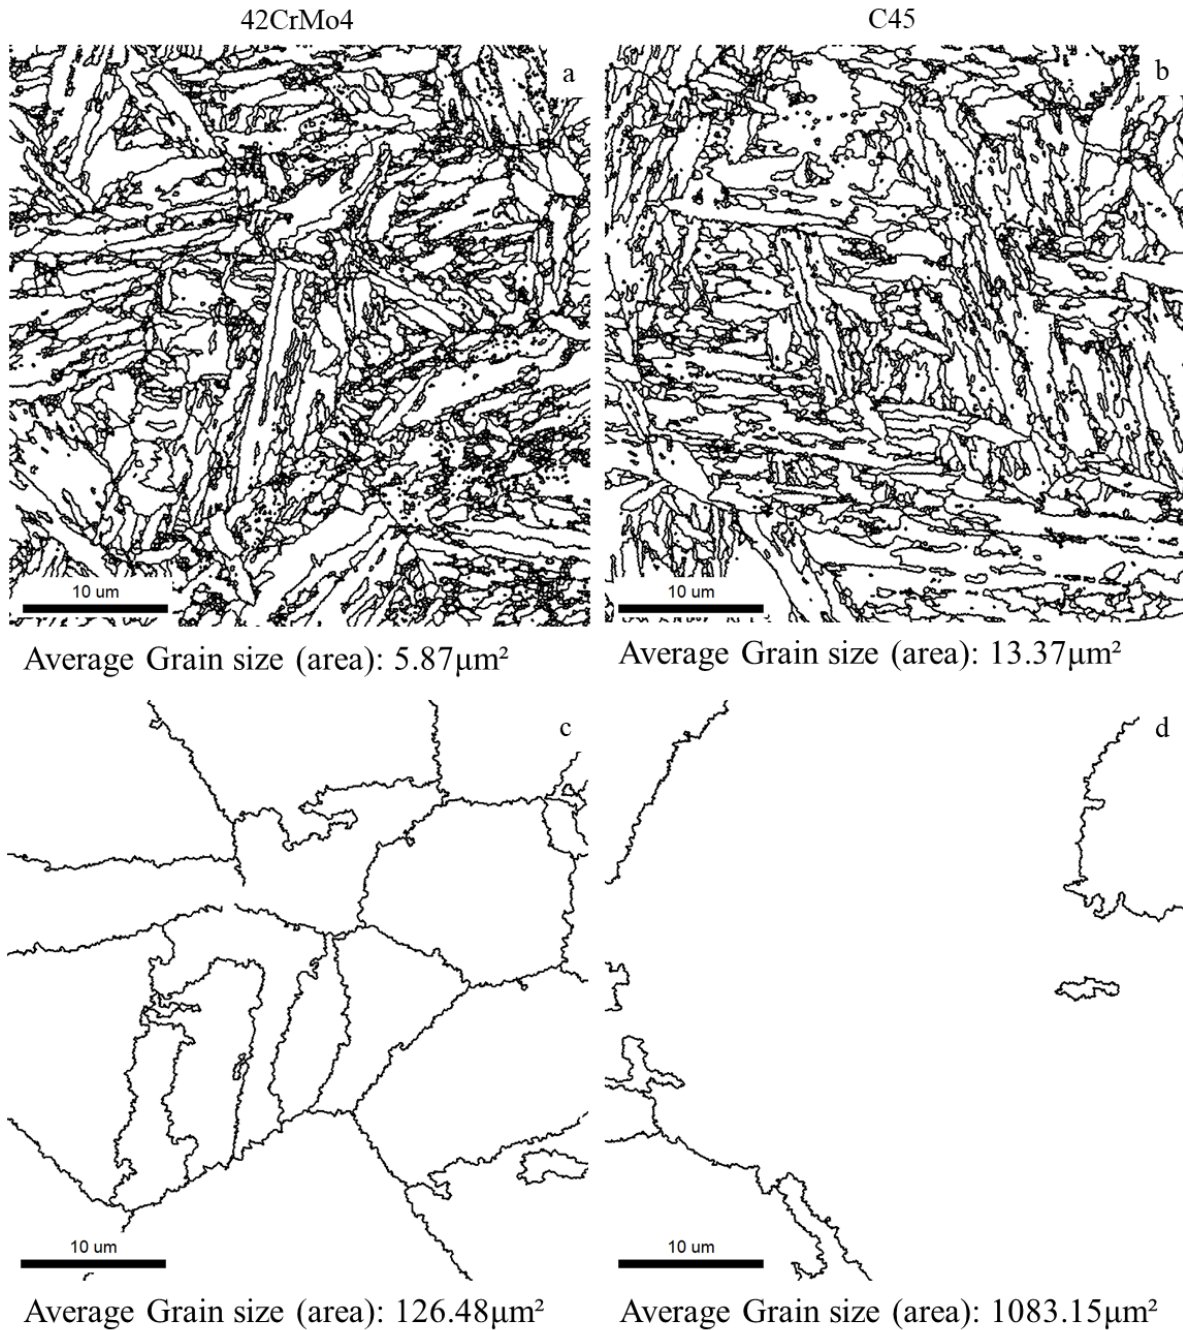 42CrMo4
C45
a
b
10 um
10 um
Average Grain size (area): 5.87μm²
Average Grain size (area): 13.37μm²
c
d
10 um
10 um
Average Grain size (area): 126.48μm²
Average Grain size (area): 1083.15μm²